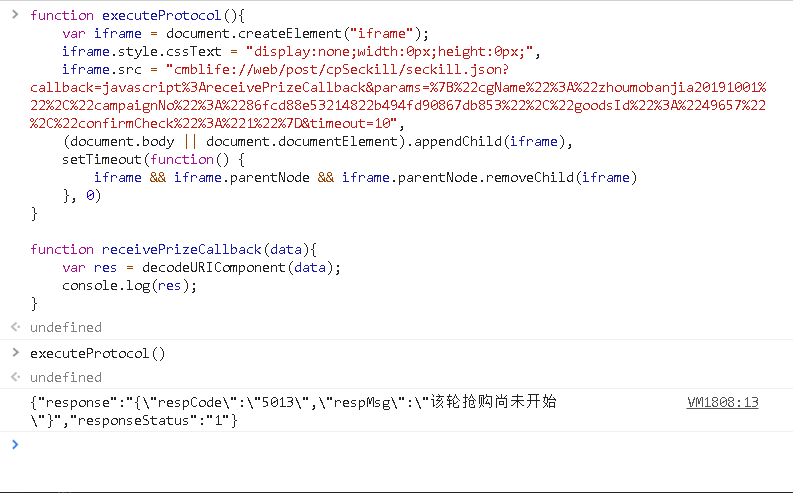 function executeProtocol(){
var iframe = document.createElement("iframe");
iframe.style.cssText = "display:none;width:0px;height:0px;",
iframe.src = "cmblife://web/post/cpSeckill/seckill.json?
callback=javascript%3AreceivePrizeCallback&params=%7B%22cgName%22%3A%22zhoumobanjia20191001%
22%2C%22campaignNo%22%3A%2286fcd88e53214822b494fd90867db853%22%2C%22goodsId%22%3A%2249657%22
%2C%22confirmCheck%22%3A%221%22%7D&timeout=10",
(document.body || document.documentElement).appendChild(iframe),
setTimeout(function() {
iframe && iframe.parentNode && iframe.parentNode.removeChild(iframe)
}, 0)
}
function receivePrizeCallback(data){
var res = decodeURIComponent(data);
console.log(res);
}
undefined
executeProtocol()
undefined
{"response":"{\"respCode\":\"5013\",\"respMsg\":\"该轮抢购尚未开始 VM1808:13
\"}","responseStatus":"1"}